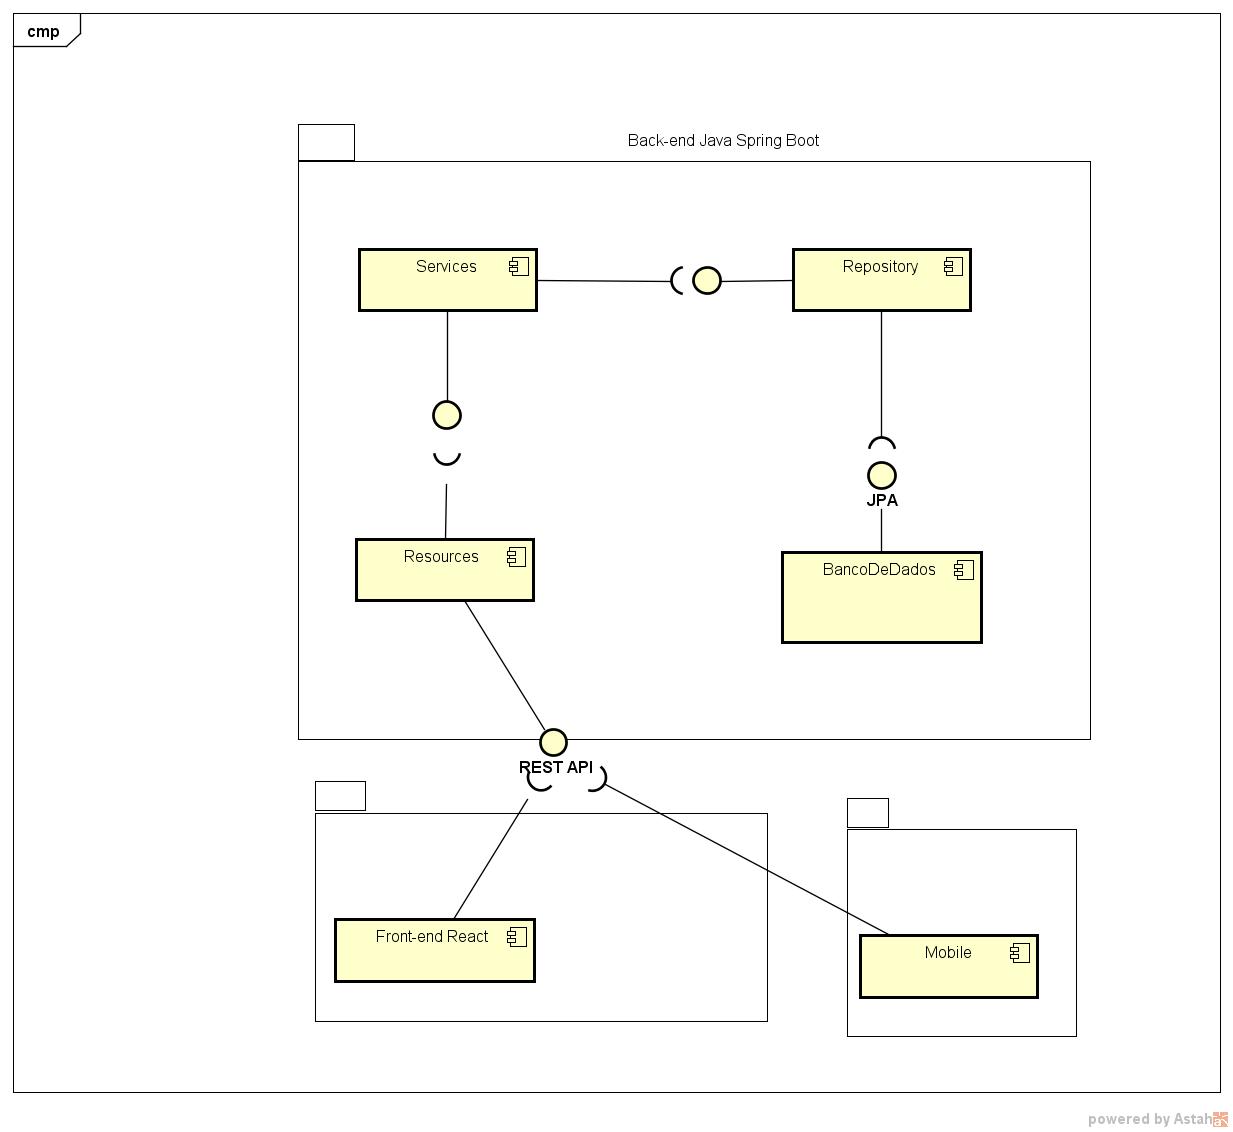 cmp
Back-end Java Spring Boot
Services
Repository
JPA
Resources
BancoDeDados
REST API
Front-end React
Mobile
powered by Astah